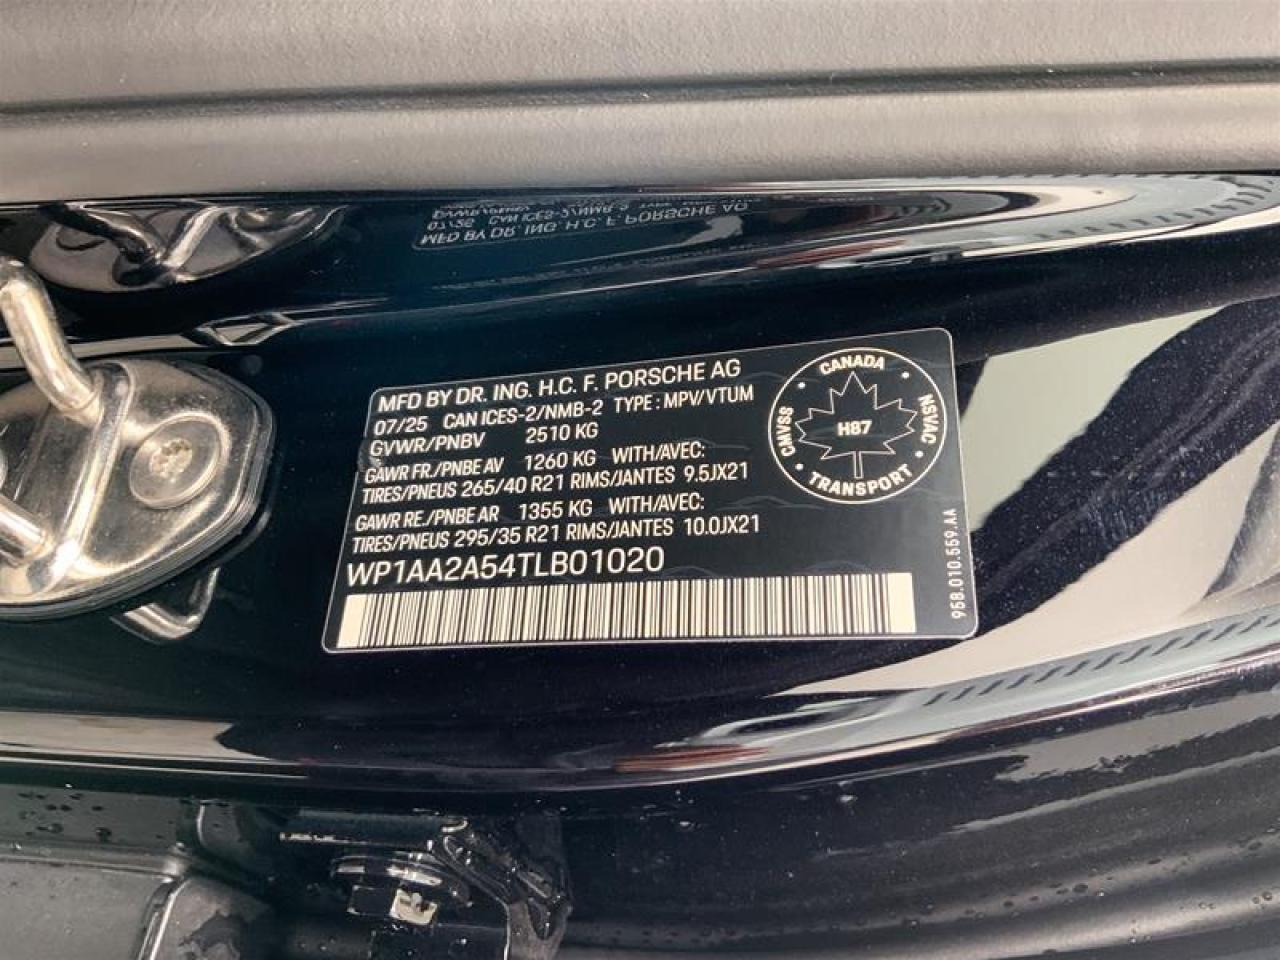 MFD BY DR. ING. H.C. F. PORSCHE AG
07/25 CAN ICES-2/NMB-2 TYPE: MPV/VTUM
GVWR/PNBV 2510 KG
GAWR FR./PNBE AV 1260 KG WITH/AVEC:
TIRES/PNEUS 265/40 R21 RIMS/JANTES 9.5JX21
GAWR RE./PNBE AR 1355 KG WITH/AVEC:
TIRES/PNEUS 295/35 R21 RIMS/JANTES 10.0JX21
WP1AA2A54TLB01020
CANADA
CMVSS
H87
NSVAC
TRANSPORT
95B.010.559.AA